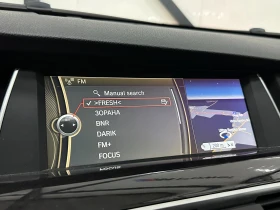 FM
Manual search
>FRESH<
ЗОРАНА
BNR
DARIK
FM+
FOCUS